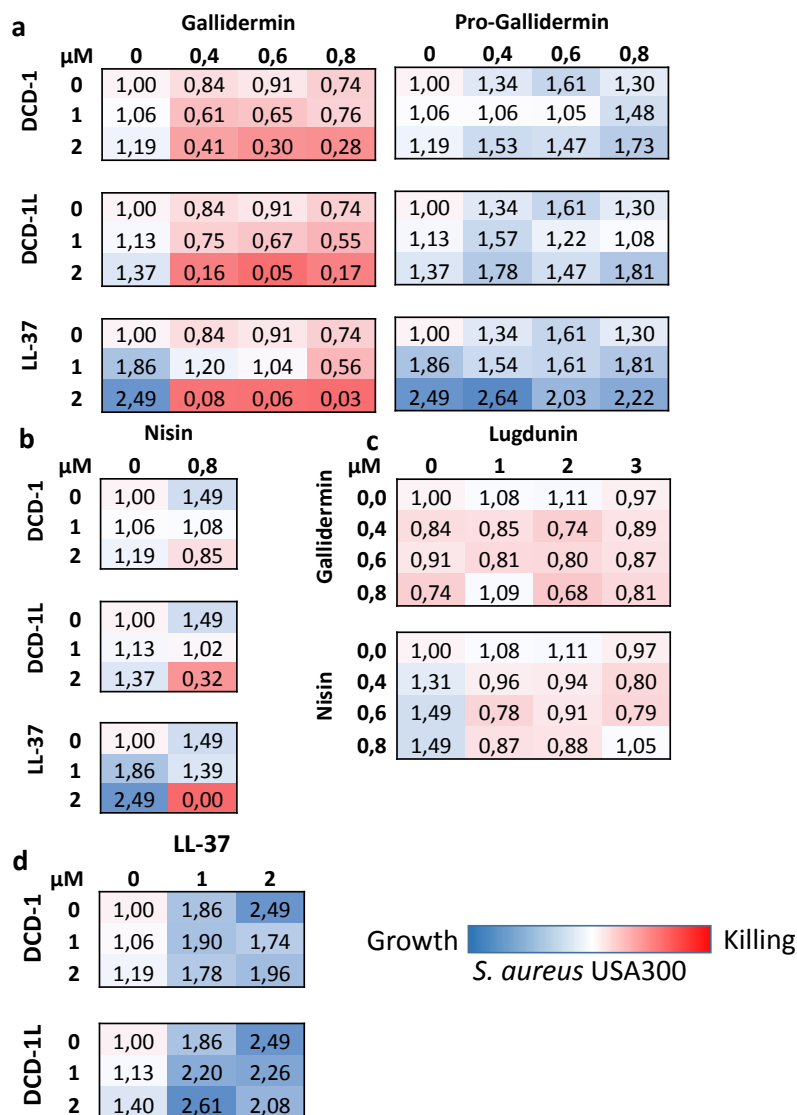 a
Gallidermin Pro-Gallidermin
µM 0 0,4 0,6 0,8 0 0,4 0,6 0,8
DCD-1
0 1,00 0,84 0,91 0,74 1,00 1,34 1,61 1,30
1 1,06 0,61 0,65 0,76 1,06 1,06 1,05 1,48
2 1,19 0,41 0,30 0,28 1,19 1,53 1,47 1,73
DCD-1L
0 1,00 0,84 0,91 0,74 1,00 1,34 1,61 1,30
1 1,13 0,75 0,67 0,55 1,13 1,57 1,22 1,08
2 1,37 0,16 0,05 0,17 1,37 1,78 1,47 1,81
LL-37
0 1,00 0,84 0,91 0,74 1,00 1,34 1,61 1,30
1 1,86 1,20 1,04 0,56 1,86 1,54 1,61 1,81
2 2,49 0,08 0,06 0,03 2,49 2,64 2,03 2,22
b
Nisin
µM 0 0,8
DCD-1
0 1,00 1,49
1 1,06 1,08
2 1,19 0,85
DCD-1L
0 1,00 1,49
1 1,13 1,02
2 1,37 0,32
LL-37
0 1,00 1,49
1 1,86 1,39
2 2,49 0,00
c
Lugdunin
µM 0 1 2 3
Gallidermin
0,0 1,00 1,08 1,11 0,97
0,4 0,84 0,85 0,74 0,89
0,6 0,91 0,81 0,80 0,87
0,8 0,74 1,09 0,68 0,81
Nisin
0,0 1,00 1,08 1,11 0,97
0,4 1,31 0,96 0,94 0,80
0,6 1,49 0,78 0,91 0,79
0,8 1,49 0,87 0,88 1,05
d
LL-37
µM 0 1 2
DCD-1
0 1,00 1,86 2,49
1 1,06 1,90 1,74
2 1,19 1,78 1,96
DCD-1L
0 1,00 1,86 2,49
1 1,13 2,20 2,26
2 1,40 2,61 2,08
Growth Killing
S. aureus USA300